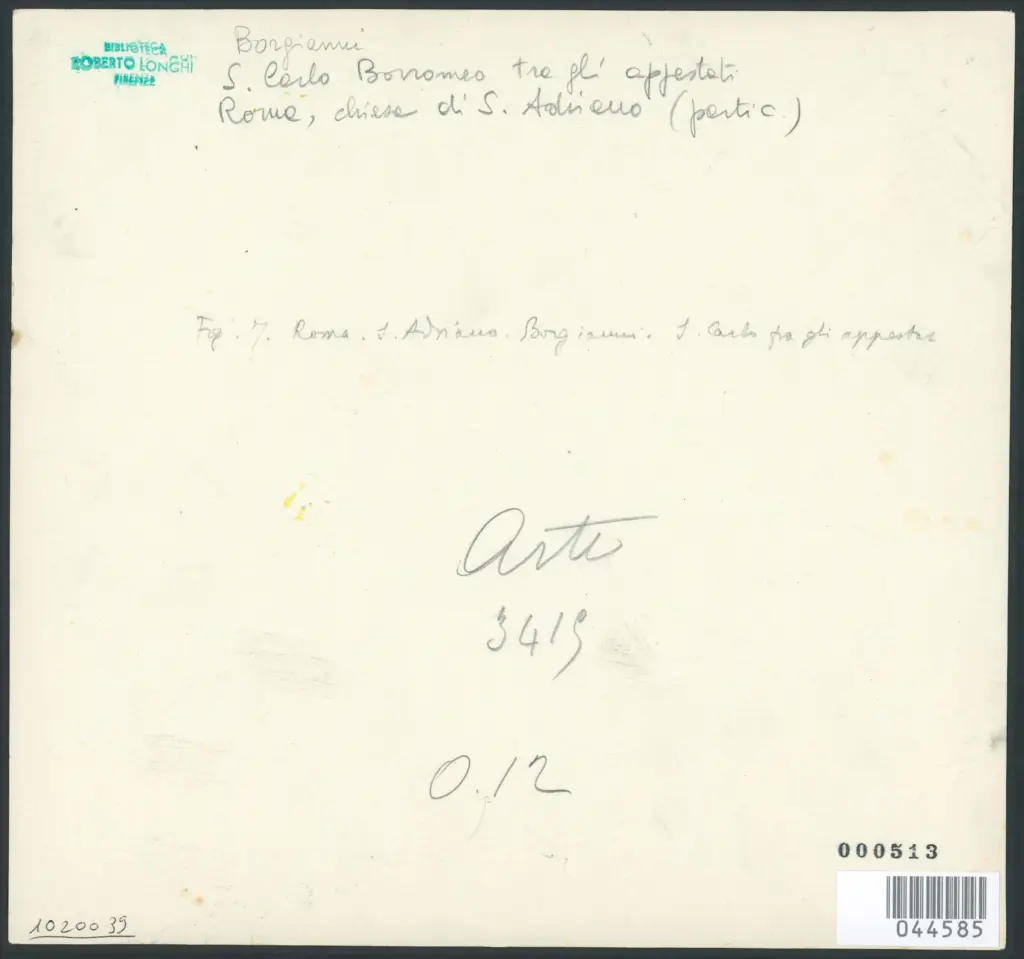 BIBLIOTECA
ROBERTO LONGHI
FIRENZE
Borgianni
S. Carlo Borromeo tra gli appestati
Roma, chiesa di S. Adriano (partic.)
Fig. 7. Roma. S. Adriano. Borgianni. S. Carlo fra gli appestati
Arte
3419
0.12
000513
044585
1020039